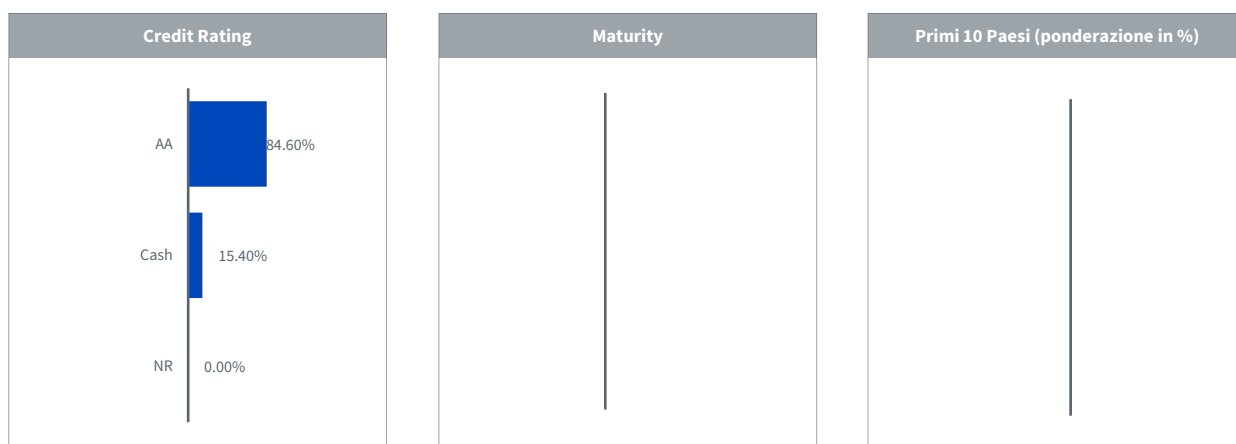 Credit Rating
AA 84.60%
Cash 15.40%
NR 0.00%
Maturity
Primi 10 Paesi (ponderazione in %)